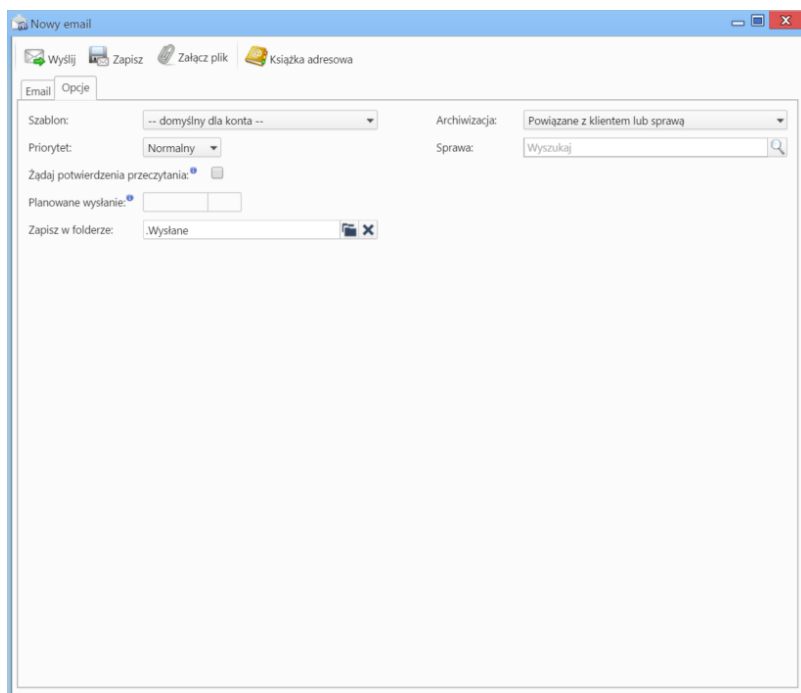 Nowy email
Wyślij Zapisz Załącz plik Książka adresowa
Email Opcje
Szablon: -- domyślny dla konta -- Archiwizacja: Powiązane z klientem lub sprawą
Priorytet: Normalny Sprawa: Wyszukaj
Żądaj potwierdzenia przeczytania:
Planowane wysłanie:
Zapisz w folderze: .Wysłane